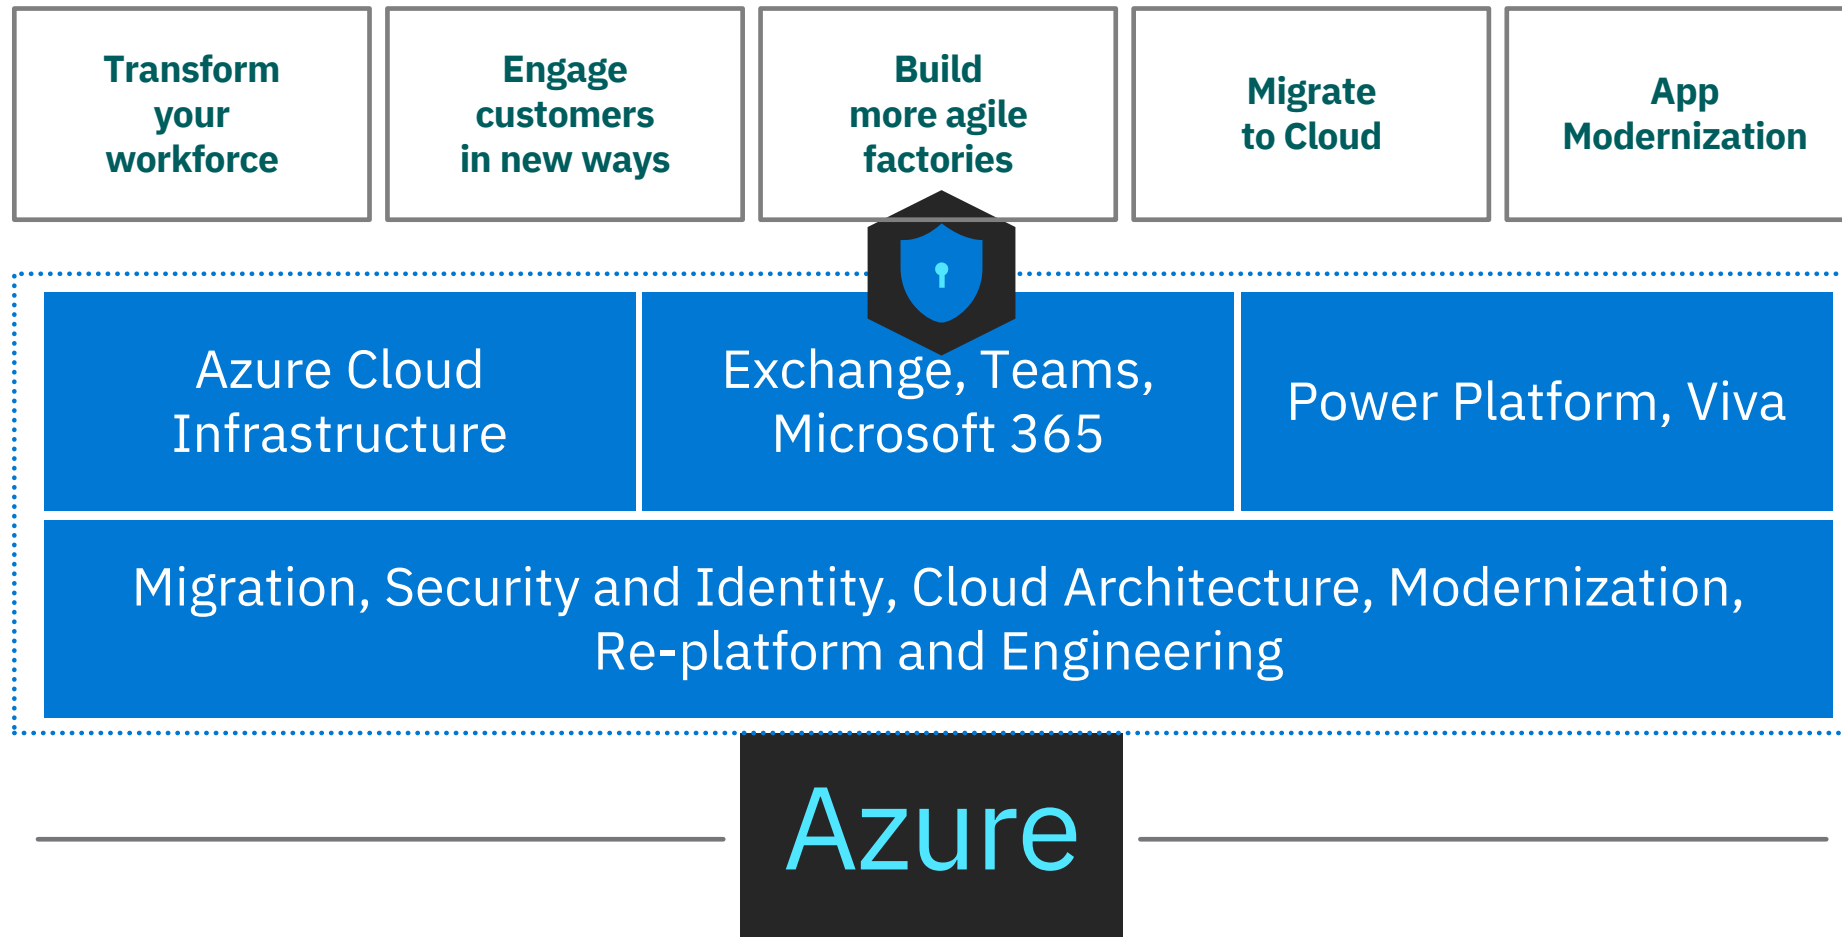 Transform
your
workforce
Engage
customers
in new ways
Build
more agile
factories
Migrate
to Cloud
App
Modernization
Azure Cloud
Infrastructure
Exchange, Teams,
Microsoft 365
Power Platform, Viva
Migration, Security and Identity, Cloud Architecture, Modernization,
Re-platform and Engineering
Azure